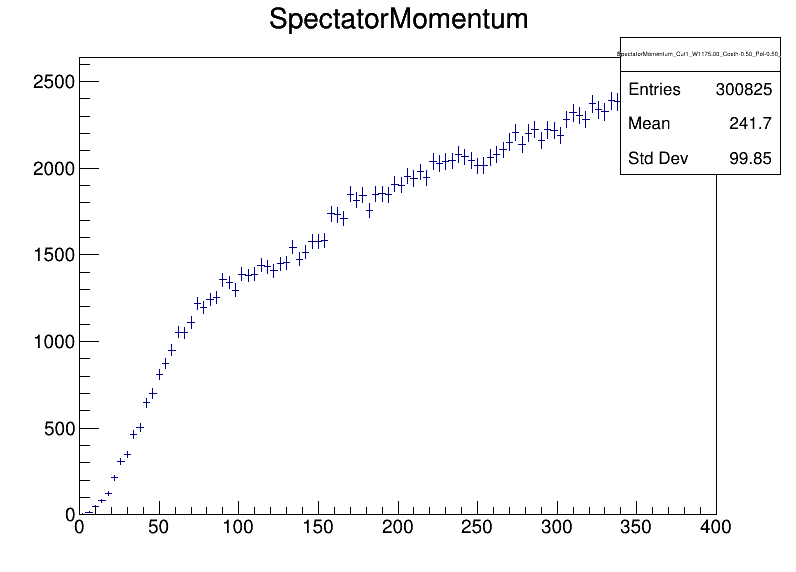 SpectatorMomentum
SpectatorMomentum_Cut1_W1175.00_Costh-0.50_Pol-0.50_
Entries 300825
Mean 241.7
Std Dev 99.85
2500
2000
1500
1000
500
0
0 50 100 150 200 250 300 350 400